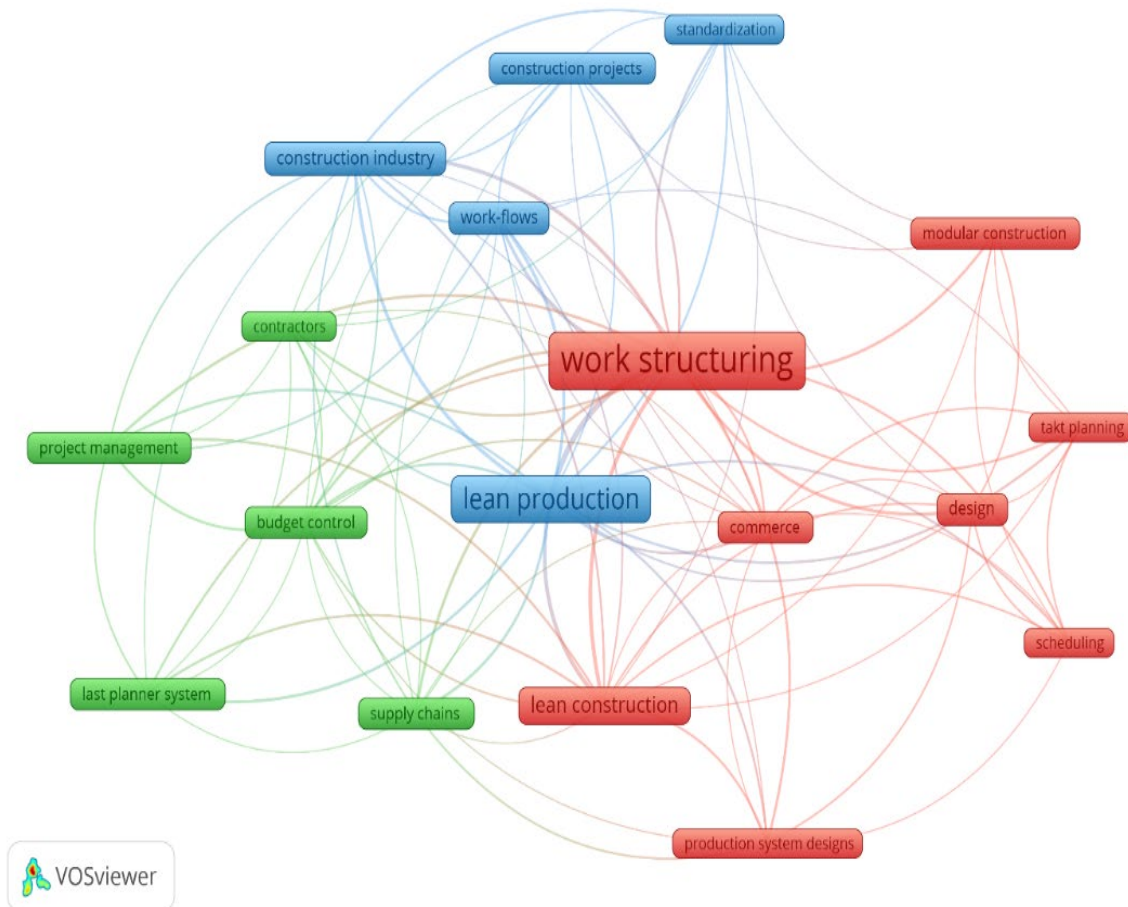 standardization
construction projects
construction industry
work-flows
modular construction
contractors
work structuring
takt planning
project management
lean production
design
budget control
commerce
scheduling
last planner system
supply chains
lean construction
production system designs
VOSviewer